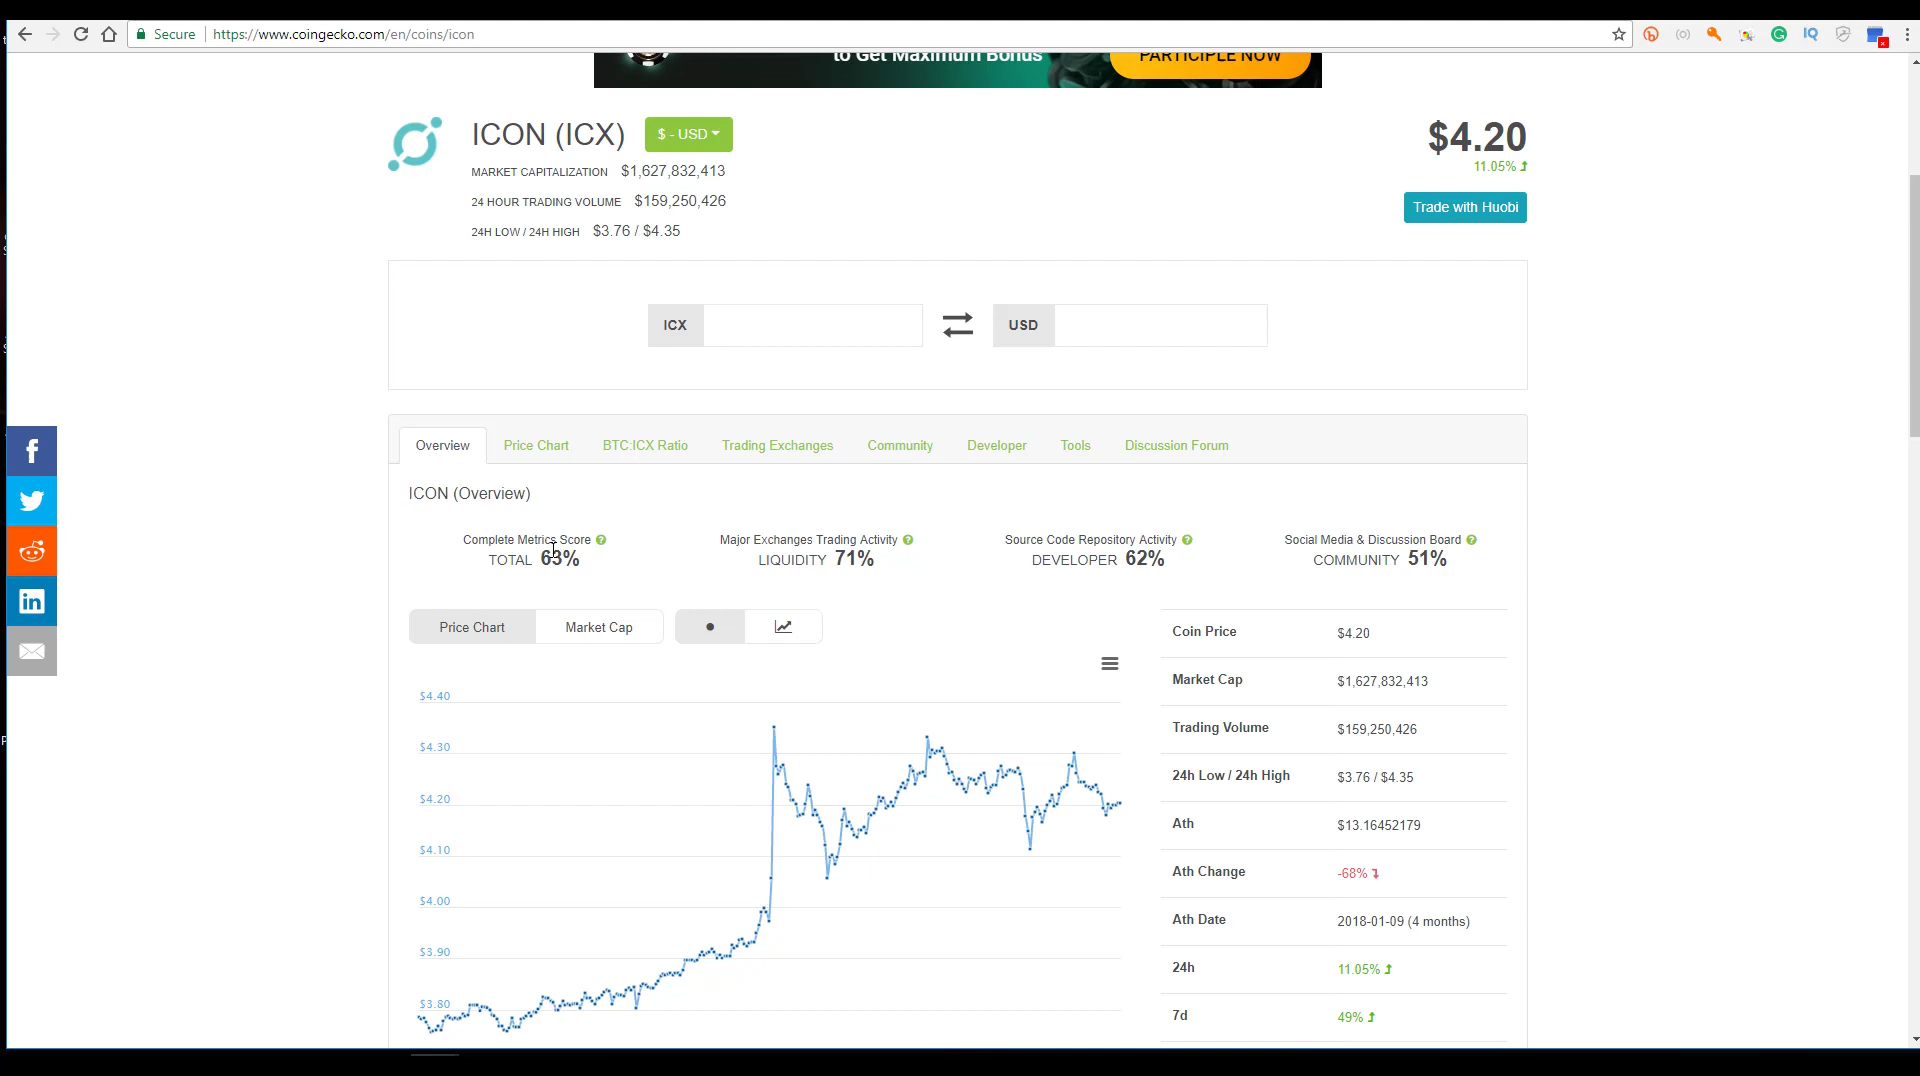 Secure
https://www.coingecko.com/en/coins/icon
to Get Maximum Bonus
PARTICIPLE NOW
ICON (ICX)
$ - USD
$4.20
11.05%
MARKET CAPITALIZATION $1,627,832,413
24 HOUR TRADING VOLUME $159,250,426
Trade with Huobi
24H LOW / 24H HIGH $3.76 / $4.35
ICX
USD
Overview Price Chart BTC:ICX Ratio Trading Exchanges Community Developer Tools Discussion Forum
ICON (Overview)
Complete Metrics Score ?
TOTAL 63%
Major Exchanges Trading Activity ?
LIQUIDITY 71%
Source Code Repository Activity ?
DEVELOPER 62%
Social Media & Discussion Board ?
COMMUNITY 51%
Price Chart
Market Cap
$4.40
$4.30
$4.20
$4.10
$4.00
$3.90
$3.80
Coin Price $4.20
Market Cap $1,627,832,413
Trading Volume $159,250,426
24h Low / 24h High $3.76 / $4.35
Ath $13.16452179
Ath Change -68%
Ath Date 2018-01-09 (4 months)
24h 11.05%
7d 49%